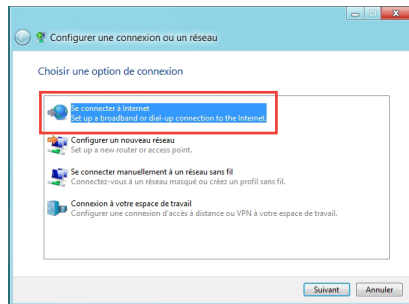 Configurer une connexion ou un réseau
Choisir une option de connexion
Se connecter à Internet
Set up a broadband or dial-up connection to the Internet.
Configurer un nouveau réseau
Set up a new router or access point.
Se connecter manuellement à un réseau sans fil
Connectez-vous à un réseau masqué ou créez un profil sans fil.
Connexion à votre espace de travail
Configurer une connexion d'accès à distance ou VPN à votre espace de travail.
Suivant
Annuler